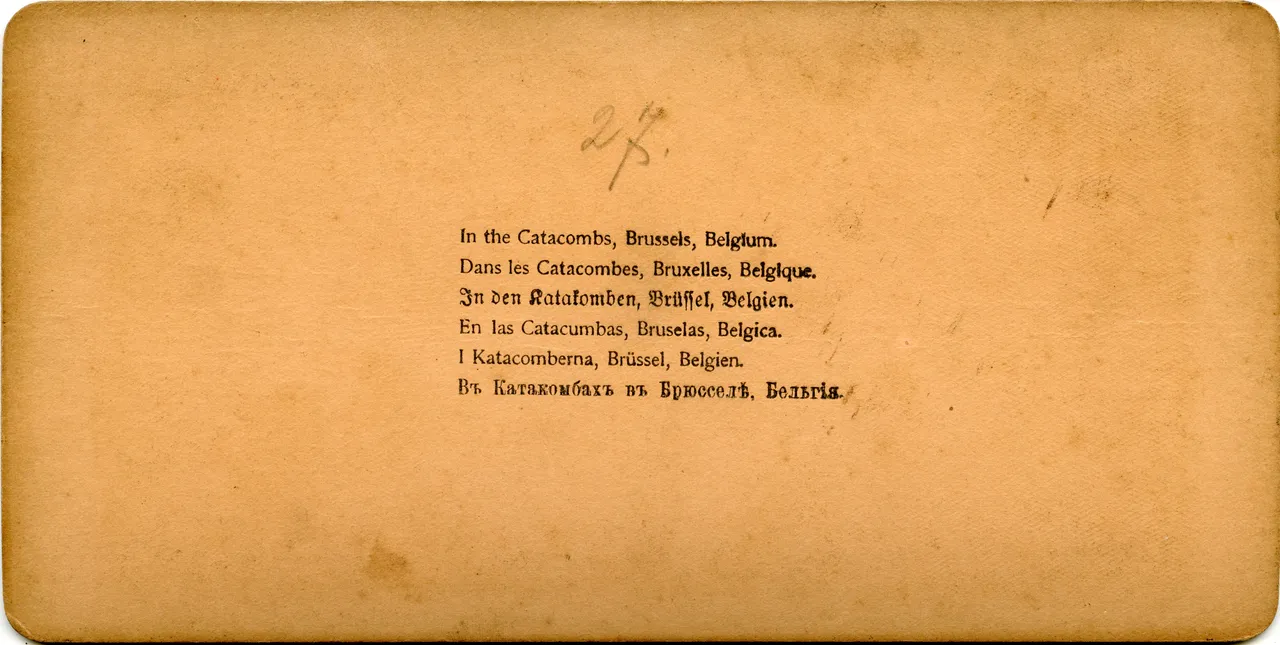 27.
In the Catacombs, Brussels, Belgium.
Dans les Catacombes, Bruxelles, Belgique.
In den Katakomben, Brüssel, Belgien.
En las Catacumbas, Bruselas, Belgica.
I Katacomberna, Brüssel, Belgien.
Въ Катакомбахъ въ Брюсселѣ, Бельгія.